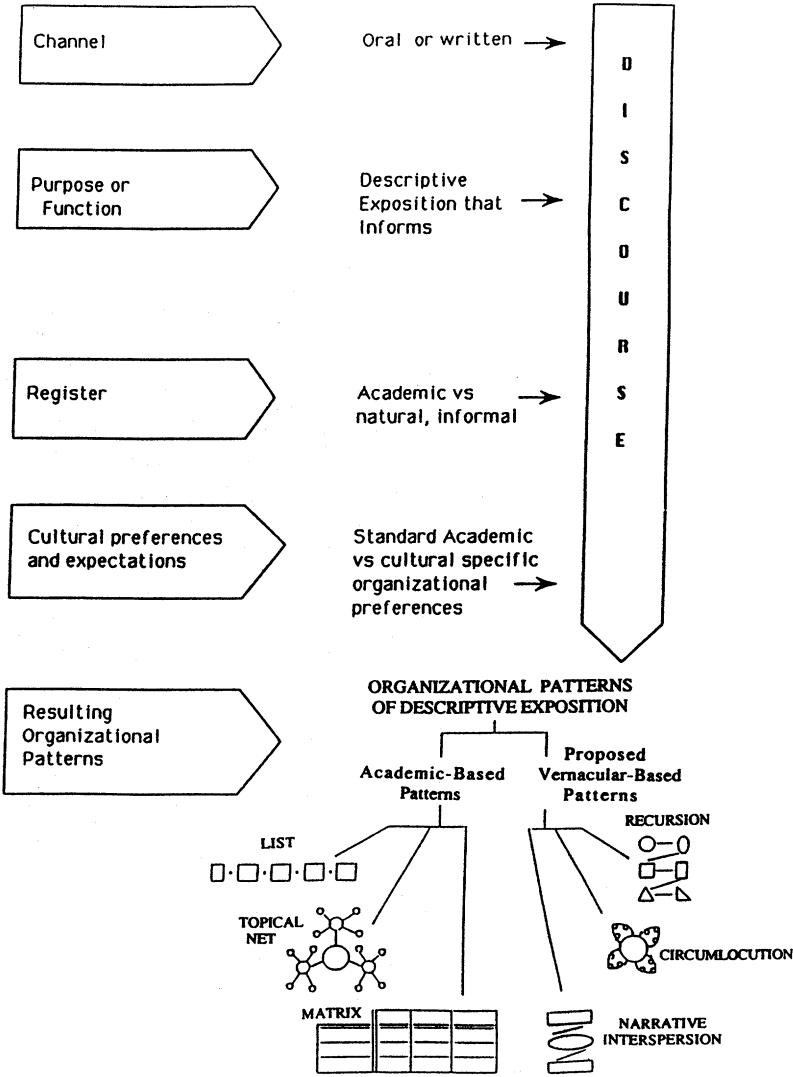 Channel
Oral or written
D
I
S
C
O
U
R
S
E
Purpose or
Function
Descriptive
Exposition that
Informs
Register
Academic vs
natural, informal
Cultural preferences
and expectations
Standard Academic
vs cultural specific
organizational
preferences
Resulting
Organizational
Patterns
ORGANIZATIONAL PATTERNS
OF DESCRIPTIVE EXPOSITION
Academic-Based
Patterns
Proposed
Vernacular-Based
Patterns
LIST
TOPICAL
NET
MATRIX
RECURSION
CIRCUMLOCUTION
NARRATIVE
INTERSPERSION